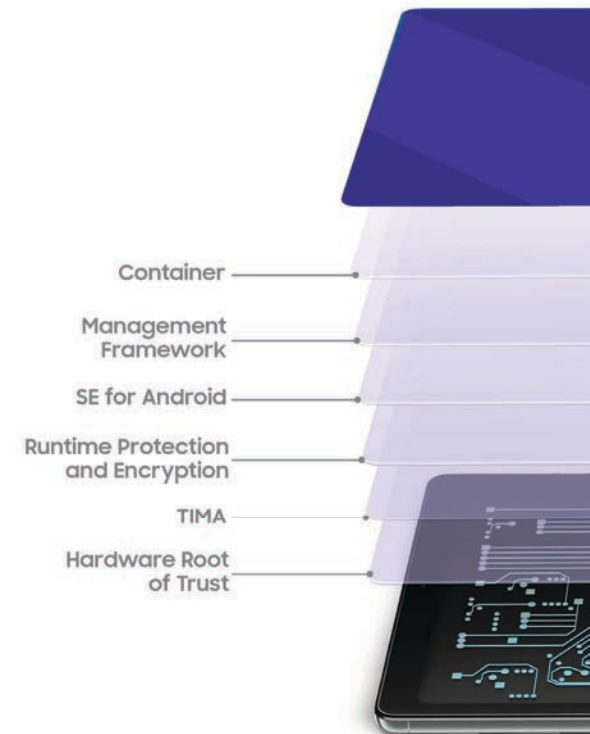 Container
Management
Framework
SE for Android
Runtime Protection
and Encryption
TIMA
Hardware Root
of Trust